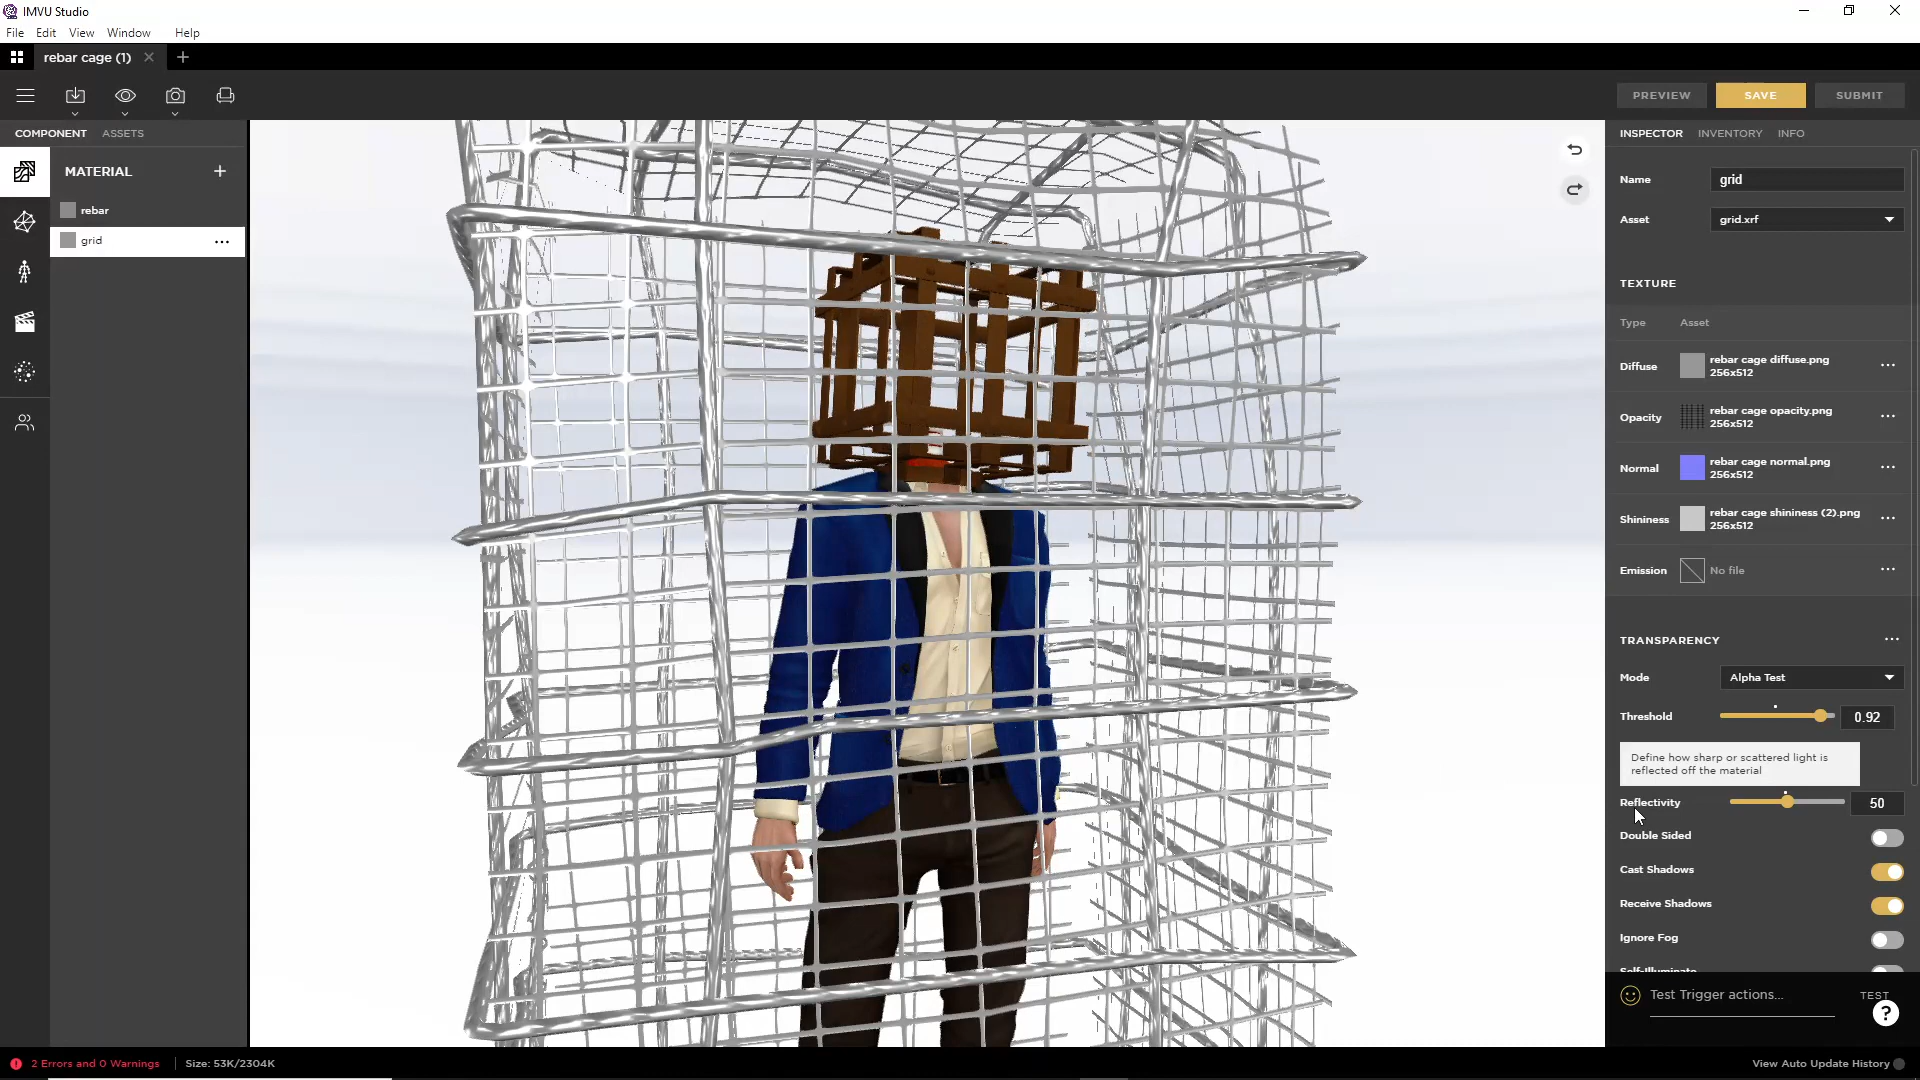 IMVU Studio
File Edit View Window Help
rebar cage (1)
PREVIEW SAVE SUBMIT
COMPONENT ASSETS
INSPECTOR INVENTORY INFO
MATERIAL
rebar
grid
Name grid
Asset grid.xrf
TEXTURE
Type Asset
Diffuse rebar cage diffuse.png
256x512
Opacity rebar cage opacity.png
256x512
Normal rebar cage normal.png
256x512
Shininess rebar cage shininess (2).png
256x512
Emission No file
TRANSPARENCY
Mode Alpha Test
Threshold 0.92
Define how sharp or scattered light is
reflected off the material
Reflectivity 50
Double Sided
Cast Shadows
Receive Shadows
Ignore Fog
Self-Illuminate
Test Trigger actions... TEST
?
2 Errors and 0 Warnings Size: 53K/2304K
View Auto Update History